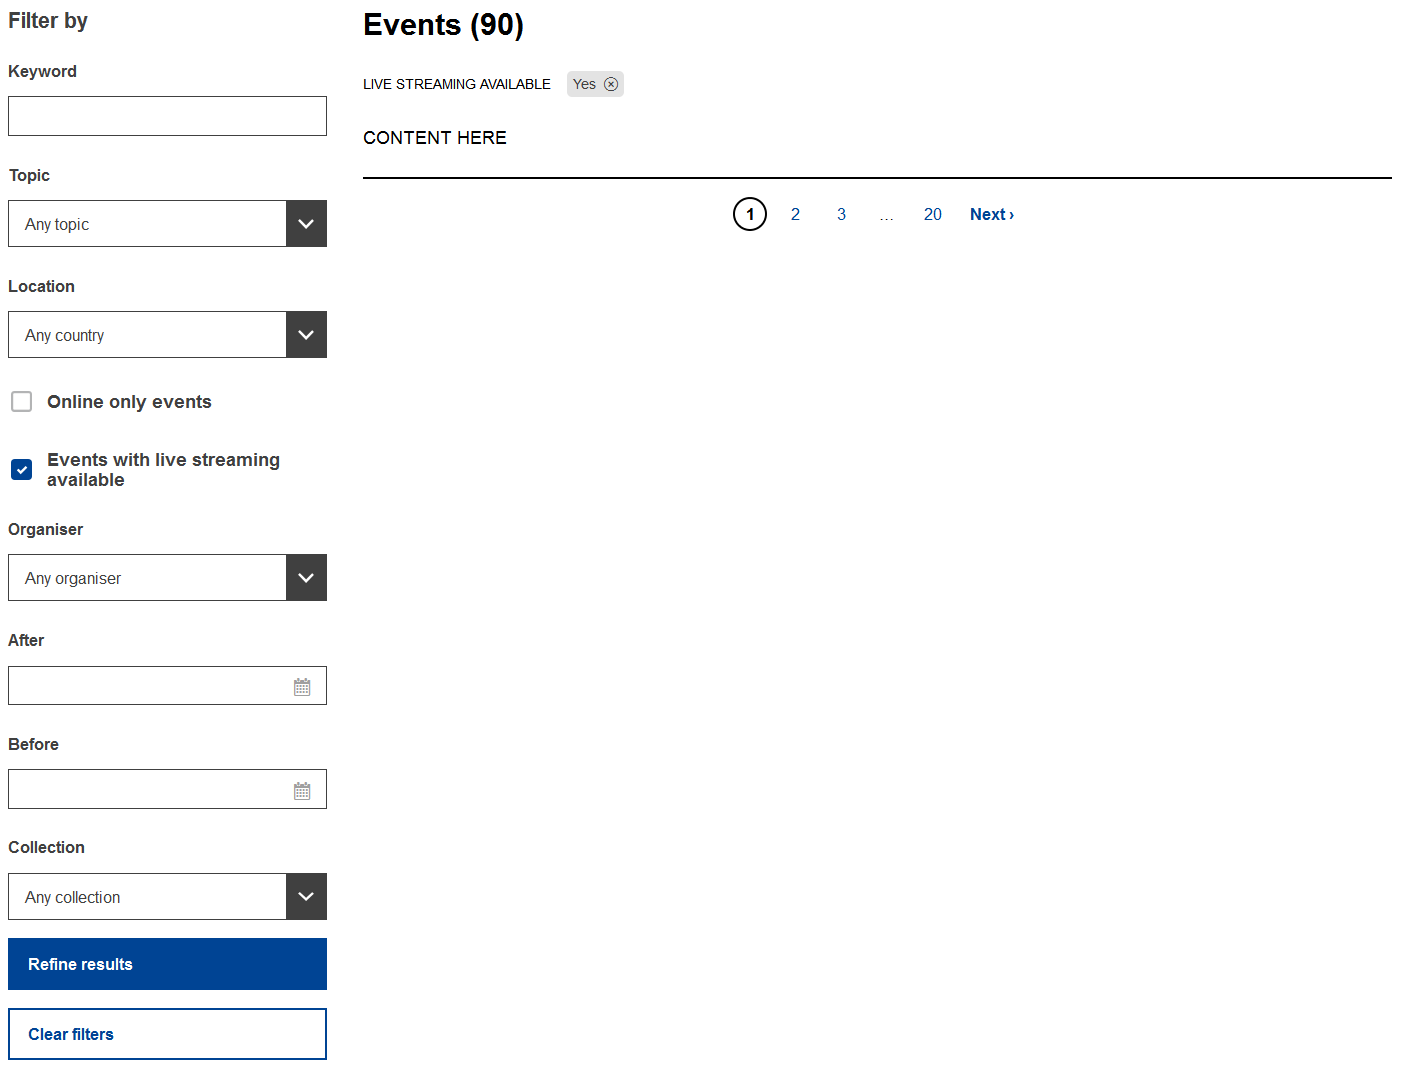 Filter by
Keyword
Topic
Any topic
Location
Any country
Online only events
Events with live streaming
available
Organiser
Any organiser
After
Before
Collection
Any collection
Refine results
Clear filters
Events (90)
LIVE STREAMING AVAILABLE Yes
CONTENT HERE
1 2 3 … 20 Next ›